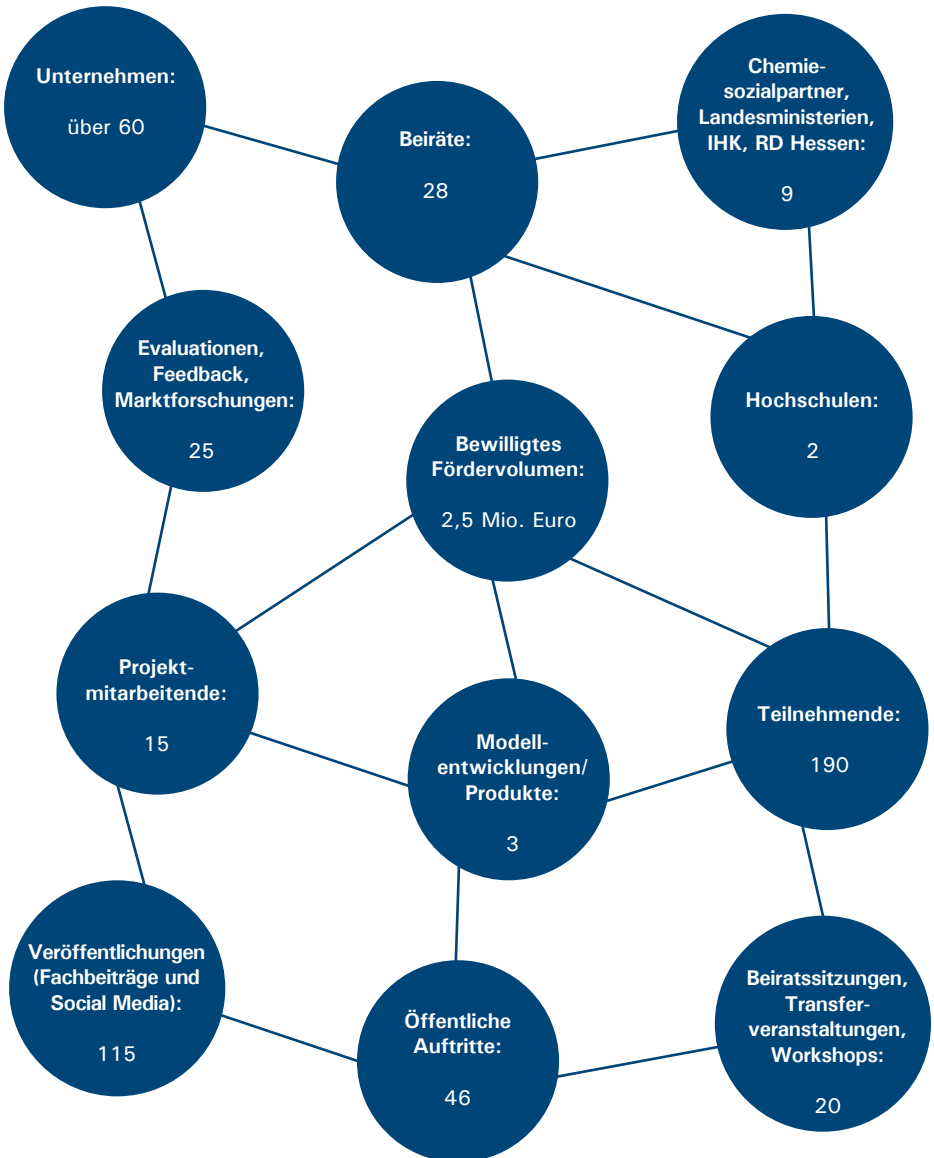 Unternehmen:
über 60
Beiräte:
28
Chemie-
sozialpartner,
Landesministerien,
IHK, RD Hessen:
9
Evaluationen,
Feedback,
Marktforschungen:
25
Bewilligtes
Fördervolumen:
2,5 Mio. Euro
Hochschulen:
2
Projekt-
mitarbeitende:
15
Modell-
entwicklungen/
Produkte:
3
Teilnehmende:
190
Veröffentlichungen
(Fachbeiträge und
Social Media):
115
Öffentliche
Auftritte:
46
Beiratssitzungen,
Transfer-
veranstaltungen,
Workshops:
20